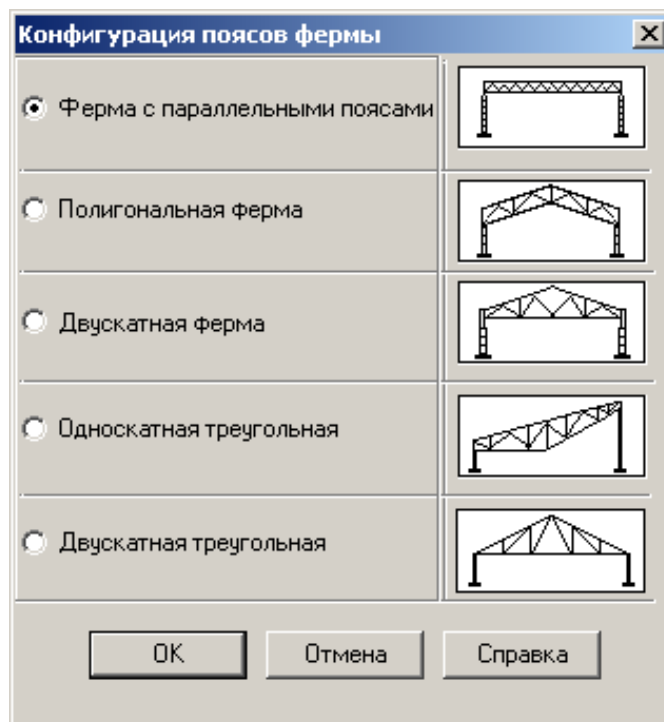 Конфигурация поясов фермы
Ферма с параллельными поясами
Полигональная ферма
Двускатная ферма
Односкатная треугольная
Двускатная треугольная
OK Отмена Справка